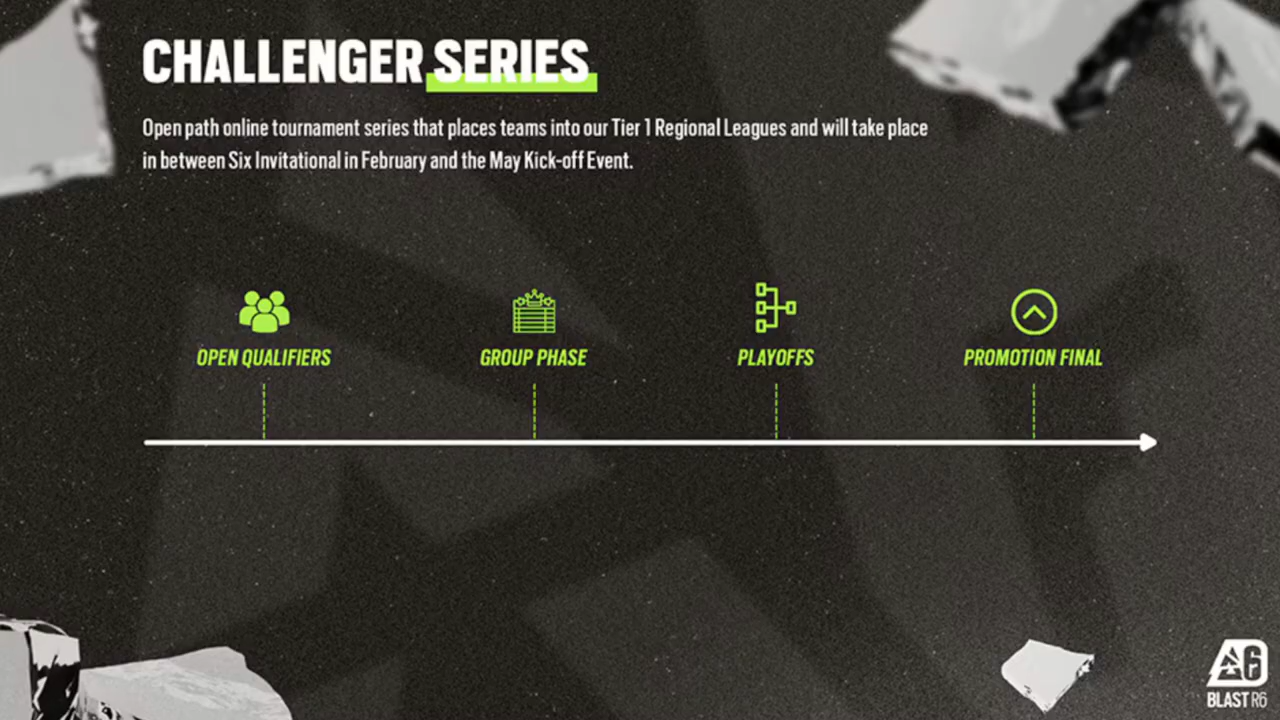 CHALLENGER SERIES
Open path online tournament series that places teams into our Tier 1 Regional Leagues and will take place
in between Six Invitational in February and the May Kick-off Event.
OPEN QUALIFIERS
GROUP PHASE
PLAYOFFS
PROMOTION FINAL
6
BLAST R6